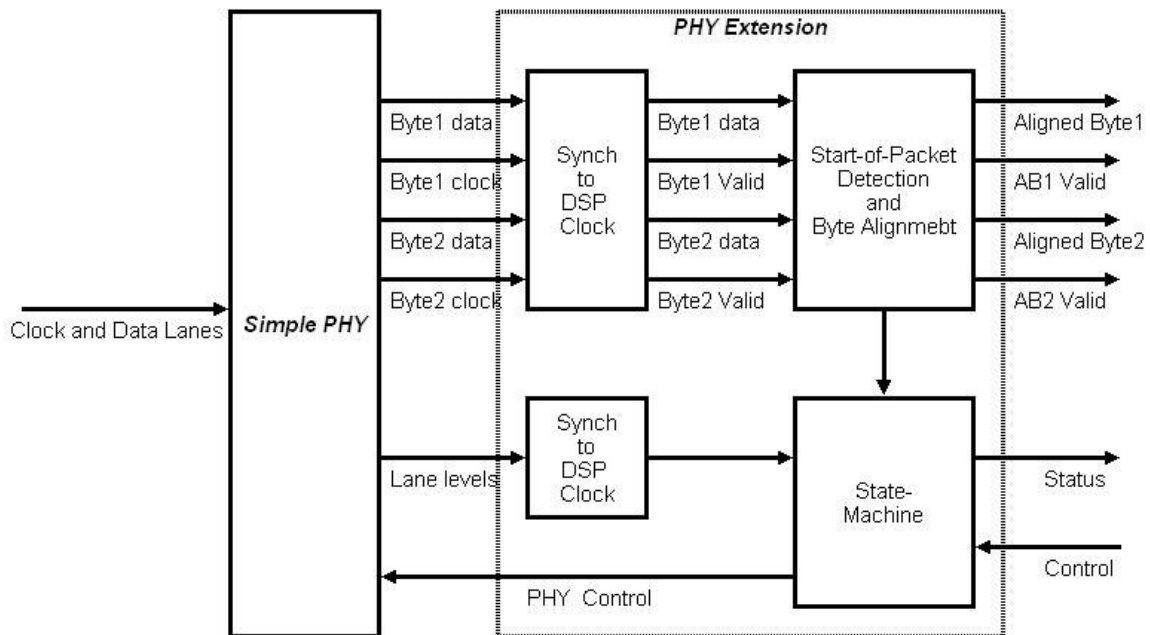 PHY Extension
Byte1 data
Byte1 clock
Byte2 data
Byte2 clock
Synch
to
DSP
Clock
Byte1 data
Byte1 Valid
Byte2 data
Byte2 Valid
Start-of-Packet
Detection
and
Byte Alignmebt
Aligned Byte1
AB1 Valid
Aligned Byte2
AB2 Valid
Clock and Data Lanes
Simple PHY
Lane levels
Synch
to
DSP
Clock
State-
Machine
Status
Control
PHY Control